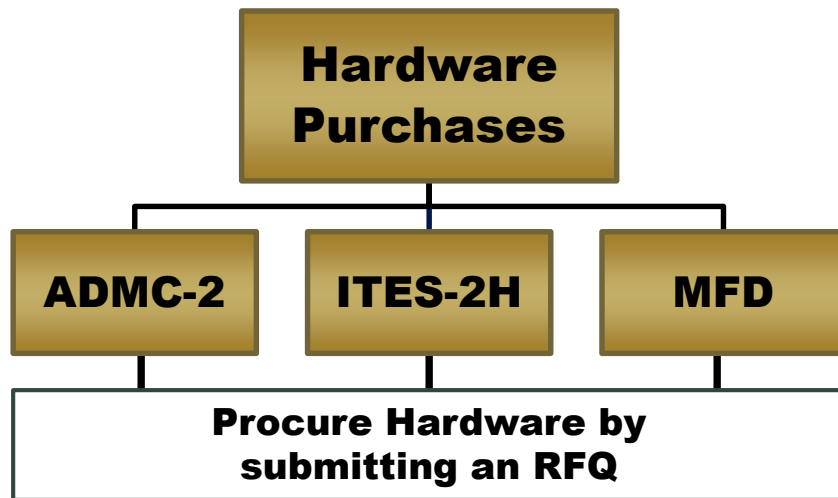 Hardware
Purchases
ADMC-2
ITES-2H
MFD
Procure Hardware by
submitting an RFQ